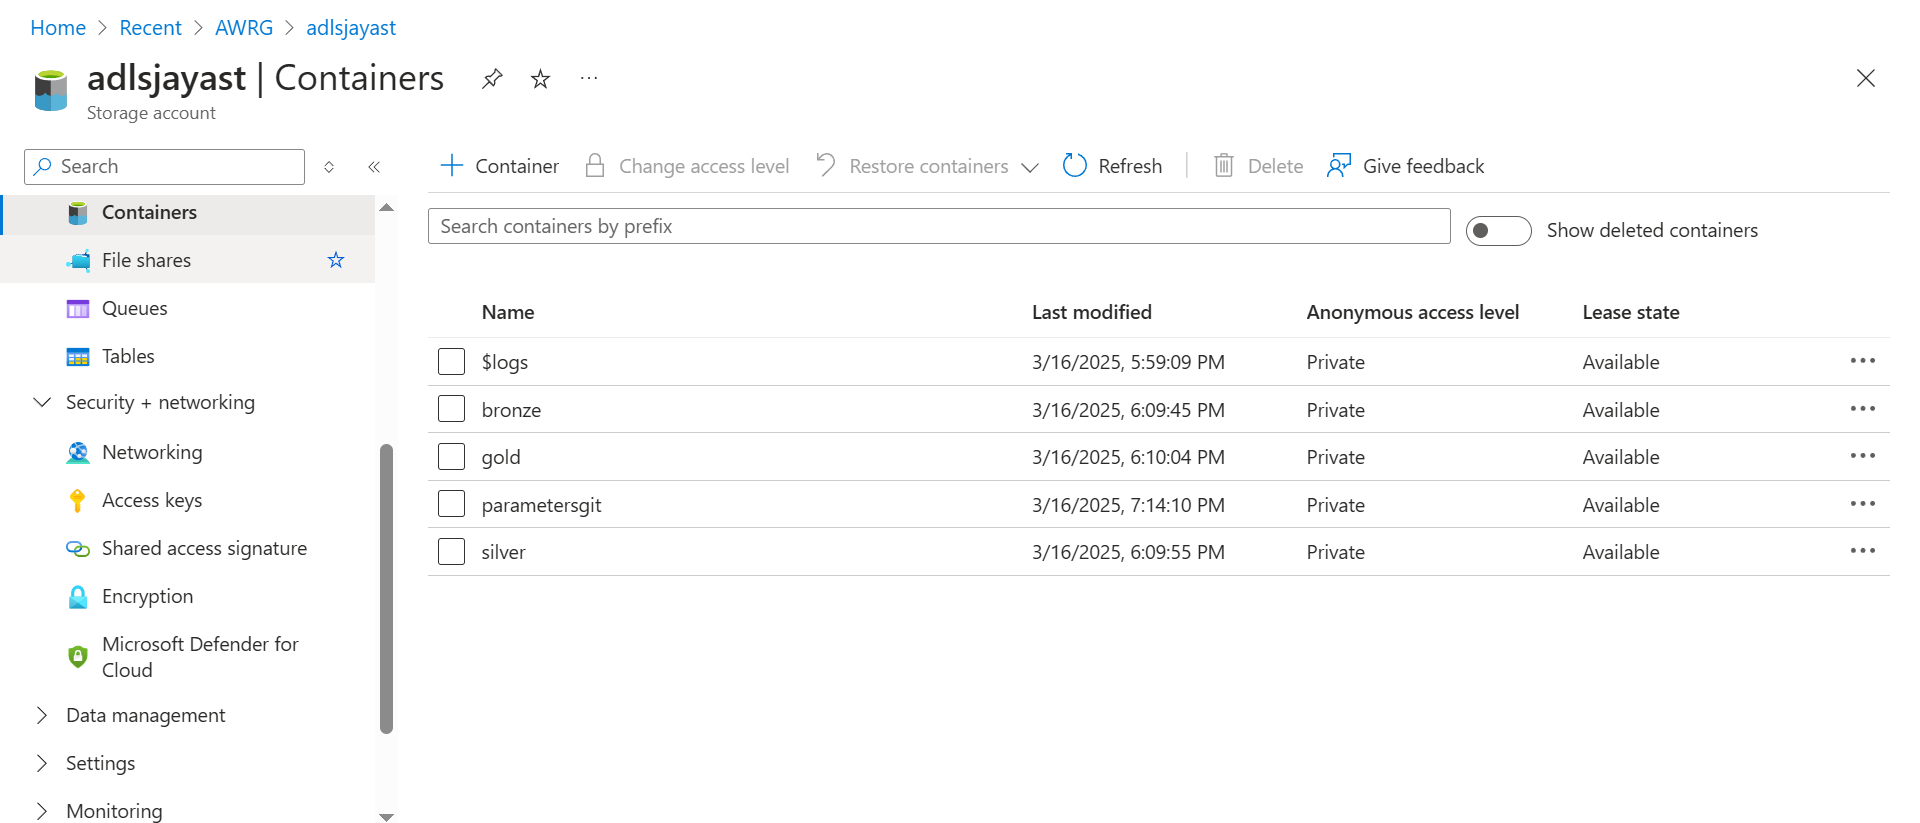 Home > Recent > AWRG > adlsjayast
adlsjayast | Containers
Storage account
Search
Containers
File shares
Queues
Tables
Security + networking
Networking
Access keys
Shared access signature
Encryption
Microsoft Defender for
Cloud
Data management
Settings
Monitoring
Container Change access level Restore containers Refresh Delete Give feedback
Search containers by prefix
Show deleted containers
Name Last modified Anonymous access level Lease state
$logs 3/16/2025, 5:59:09 PM Private Available
bronze 3/16/2025, 6:09:45 PM Private Available
gold 3/16/2025, 6:10:04 PM Private Available
parametersgit 3/16/2025, 7:14:10 PM Private Available
silver 3/16/2025, 6:09:55 PM Private Available